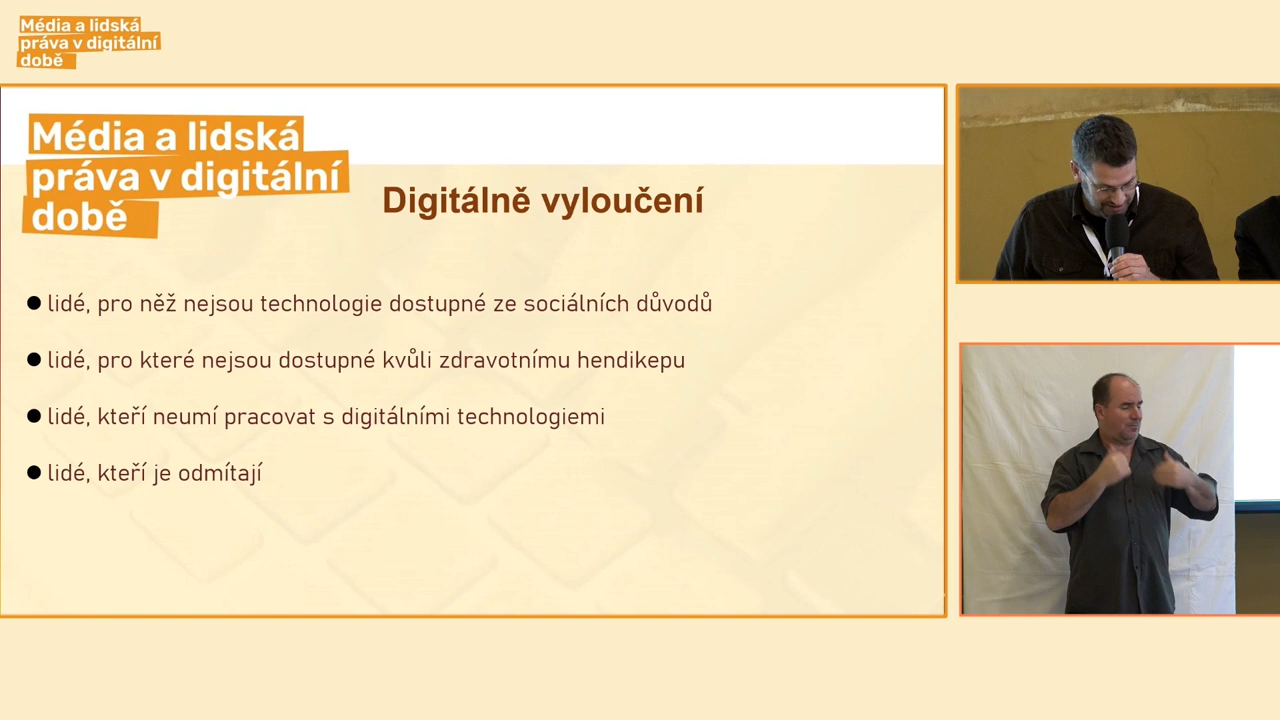 Média a lidská
práva v digitální
době
Média a lidská
práva v digitální
době
Digitálně vyloučení
lidé, pro něž nejsou technologie dostupné ze sociálních důvodů
lidé, pro které nejsou dostupné kvůli zdravotnímu hendikepu
lidé, kteří neumí pracovat s digitálními technologiemi
lidé, kteří je odmítají